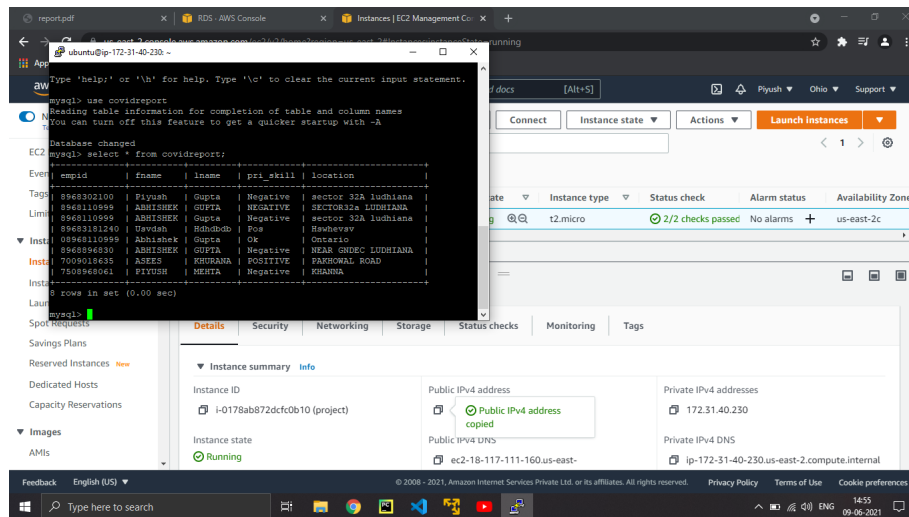 report.pdf
RDS - AWS Console
Instances | EC2 Management Con
ubuntu@ip-172-31-40-230: ~
Type 'help;' or '\h' for help. Type '\c' to clear the current input statement.
mysql> use covidreport
Reading table information for completion of table and column names
You can turn off this feature to get a quicker startup with -A
Database changed
mysql> select * from covidreport;
| empid | fname | lname | pri_skill | location |
| 8968302100 | Piyush | Gupta | Negative | sector 32A ludhiana |
| 8968110999 | ABHISHEK | GUPTA | NEGATIVE | SECTOR32a LUDHIANA |
| 8968110999 | ABHISHEK | Gupta | Negative | sector 32A ludhiana |
| 89683181240 | Usvdsh | Hdhdbdb | Pos | Hswhevsv |
| 08968110999 | Abhishek | Gupta | Ok | Ontario |
| 8968896830 | ABHISHEK | GUPTA | Negative | NEAR GNDEC LUDHIANA |
| 7009018635 | ASEES | KHURANA | POSITIVE | PAKHOWAL ROAD |
| 7508968061 | PIYUSH | MEHTA | Negative | KHANNA |
8 rows in set (0.00 sec)
mysql>
[Alt+S]
Piyush ▼ Ohio ▼ Support ▼
Connect
Instance state ▼
Actions ▼
Launch instances ▼
1
Instance type
Status check
Alarm status
Availability Zone
t2.micro
2/2 checks passed
No alarms +
us-east-2c
Spot Requests
Savings Plans
Reserved Instances New
Dedicated Hosts
Capacity Reservations
▼ Images
AMIs
Details Security Networking Storage Status checks Monitoring Tags
▼ Instance summary Info
Instance ID
i-0178ab872dcfc0b10 (project)
Public IPv4 address
Public IPv4 address copied
Private IPv4 addresses
172.31.40.230
Instance state
Running
Public IPv4 DNS
ec2-18-117-111-160.us-east-
Private IPv4 DNS
ip-172-31-40-230.us-east-2.compute.internal
Feedback English (US) ▼
© 2008 - 2021, Amazon Internet Services Private Ltd. or its affiliates. All rights reserved.
Privacy Policy Terms of Use Cookie preferences
Type here to search
ENG
14:55
09-06-2021